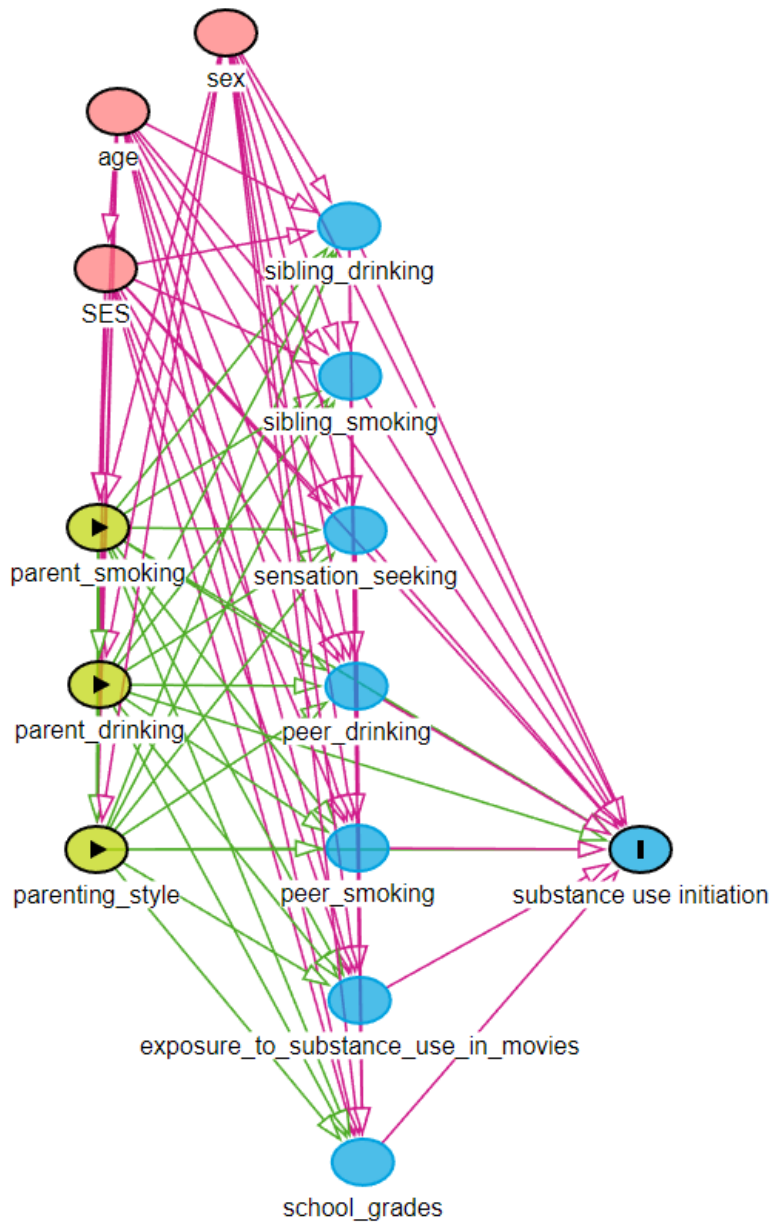 sex
age
sibling_drinking
SES
sibling_smoking
parent_smoking
sensation_seeking
parent_drinking
peer_drinking
parenting_style
peer_smoking
substance use initiation
exposure_to_substance_use_in_movies
school_grades